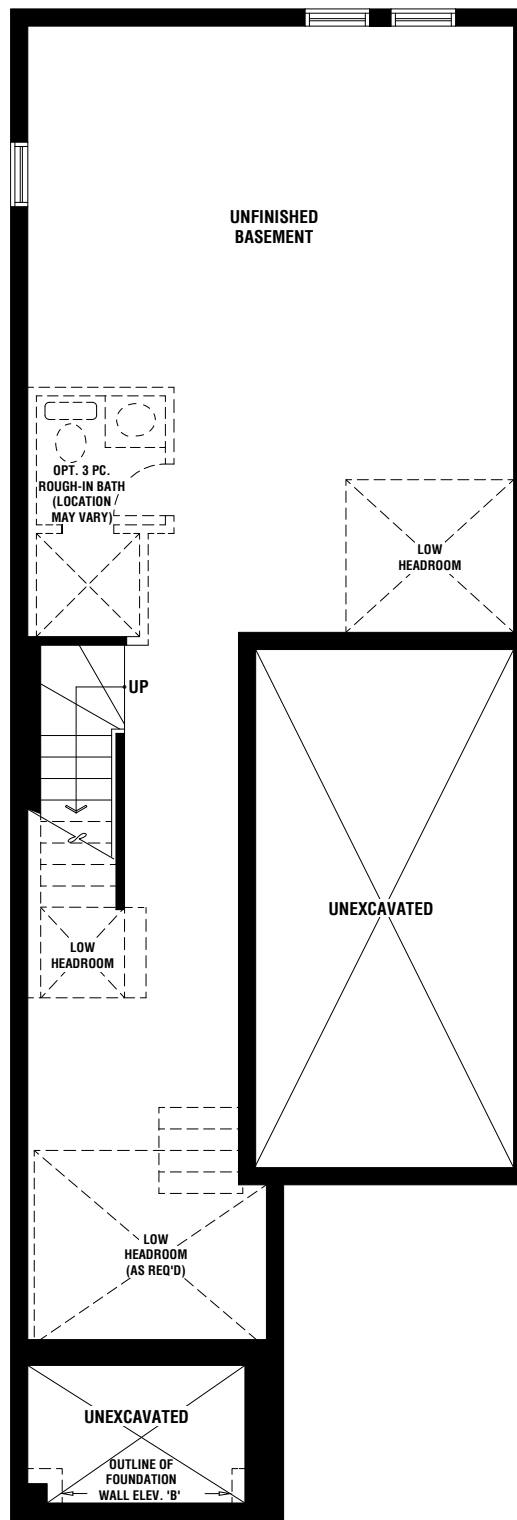 UNFINISHED
BASEMENT
OPT. 3 PC.
ROUGH-IN BATH
(LOCATION
MAY VARY)
LOW
HEADROOM
UP
UNEXCAVATED
LOW
HEADROOM
LOW
HEADROOM
(AS REQ'D)
UNEXCAVATED
OUTLINE OF
FOUNDATION
WALL ELEV. 'B'